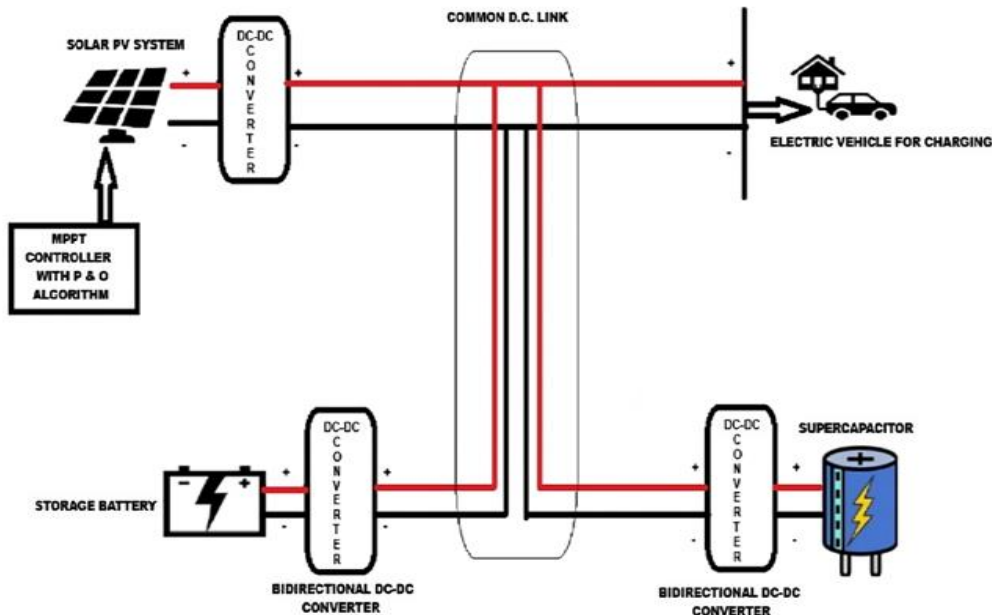 COMMON D.C. LINK
SOLAR PV SYSTEM
DC-DC
CONVERTER
+
-
+
-
+
-
ELECTRIC VEHICLE FOR CHARGING
MPPT
CONTROLLER
WITH P & O
ALGORITHM
STORAGE BATTERY
- +
+
-
DC-DC
CONVERTER
+
-
BIDIRECTIONAL DC-DC
CONVERTER
+
-
DC-DC
CONVERTER
+
-
BIDIRECTIONAL DC-DC
CONVERTER
SUPERCAPACITOR
+